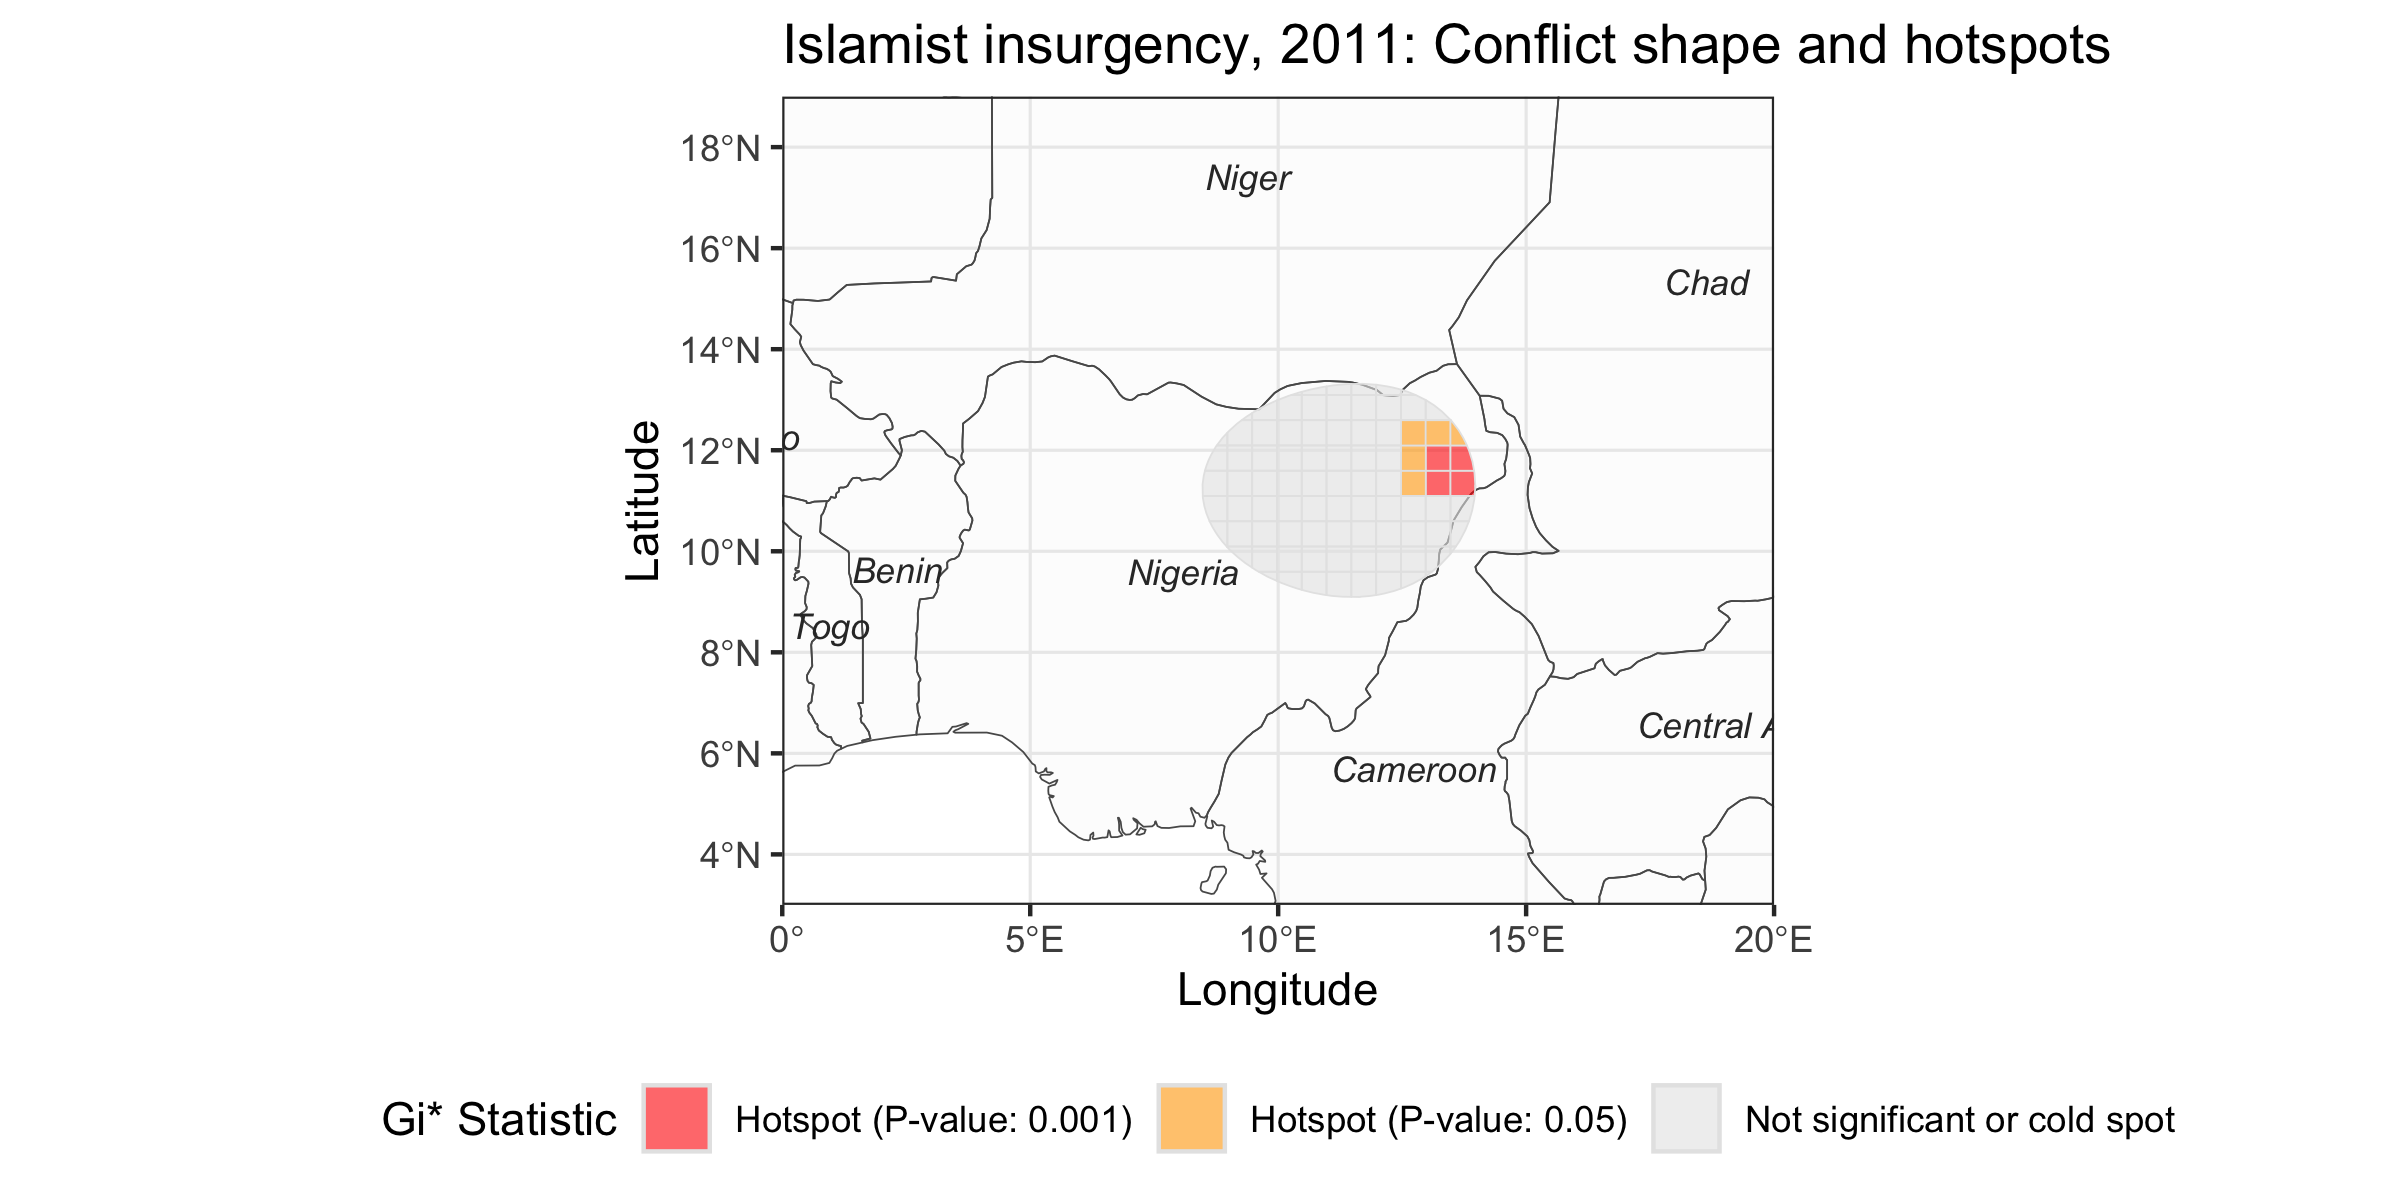 Islamist insurgency, 2011: Conflict shape and hotspots
18°N
16°N
14°N
12°N
10°N
8°N
6°N
4°N
Latitude
Niger
Chad
o
Benin
Nigeria
Togo
Central A
Cameroon
0°
5°E
10°E
15°E
20°E
Longitude
Gi* Statistic
Hotspot (P-value: 0.001)
Hotspot (P-value: 0.05)
Not significant or cold spot